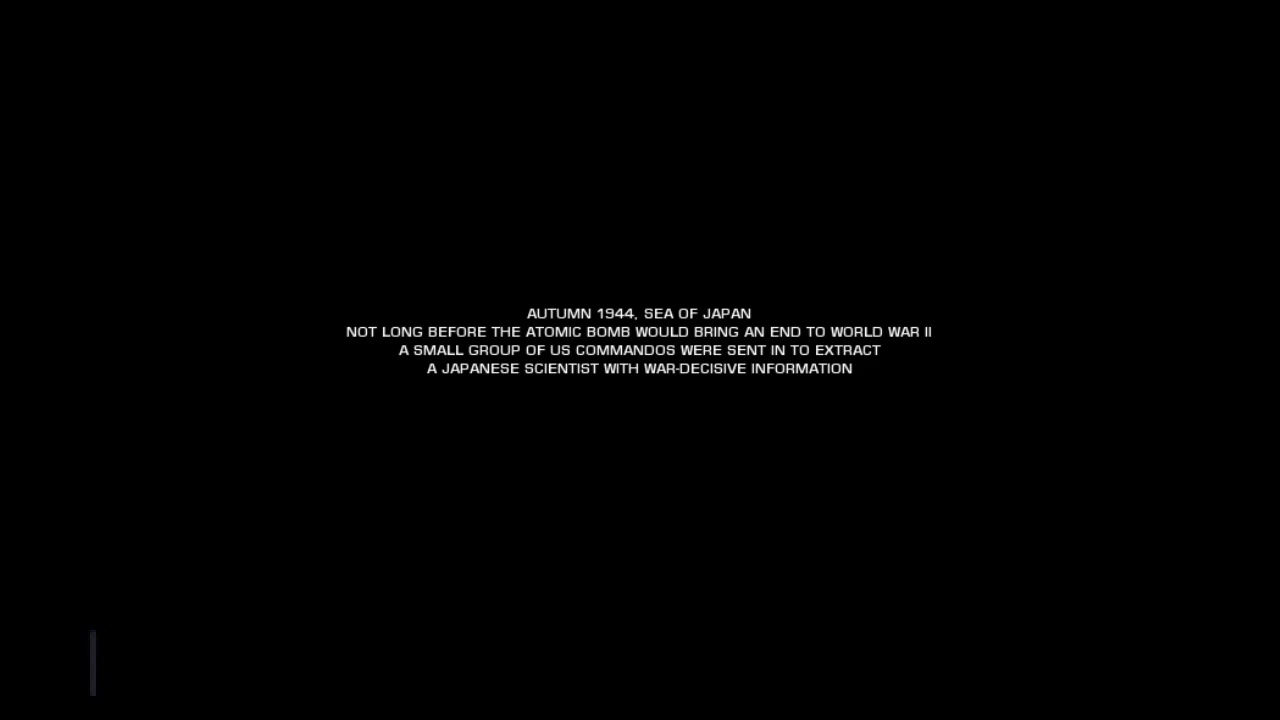 AUTUMN 1944, SEA OF JAPAN
NOT LONG BEFORE THE ATOMIC BOMB WOULD BRING AN END TO WORLD WAR II
A SMALL GROUP OF US COMMANDOS WERE SENT IN TO EXTRACT
A JAPANESE SCIENTIST WITH WAR-DECISIVE INFORMATION